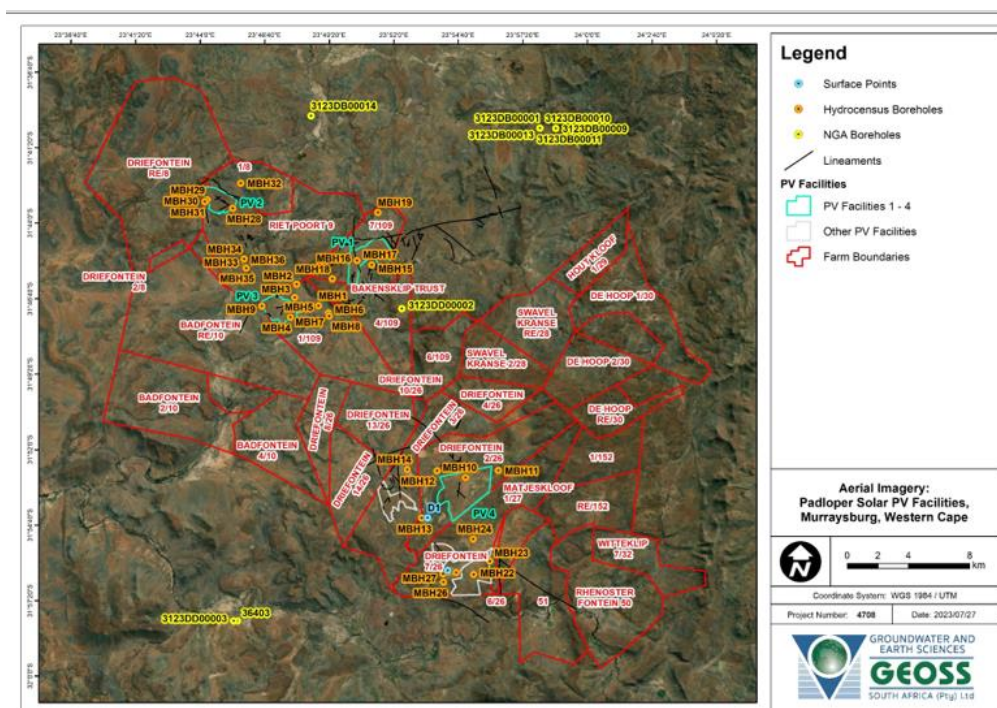 23°38'40"S
23°41'20"S
23°44'0"E
23°46'40"E
23°49'20"E
23°52'0"E
23°54'40"E
23°57'20"E
24°0'0"E
24°2'40"E
31°41'20"S
31°44'0"S
31°46'40"S
31°52'0"S
31°54'40"S
31°57'20"S
32°0'0"S
3123DB00014
3123DB00001
3123DB00010
3123DB00009
3123DB00013
3123DB00011
DRIEFONTEIN
RE/8
1/8
MBH29
MBH32
MBH30
PV 2
MBH31
MBH28
MBH19
RIET POORT 9
7/109
PV 1
HOUT KLOOF
1/29
MBH34
MBH36
MBH16
MBH17
MBH33
MBH2
MBH18
MBH15
DRIEFONTEIN
2/8
MBH35
BAKENSKLIP TRUST
DE HOOP 1/30
MBH3
MBH1
PV 3
MBH5
MBH6
3123DD00002
MBH9
SWAVEL
KRANSE
RE/28
BADFONTEIN
RE/10
MBH4
MBH7
MBH8
4/109
1/109
6/109
SWAVEL
KRANSE 2/28
DE HOOP 2/30
DRIEFONTEIN
10/26
BADFONTEIN
2/10
DRIEFONTEIN
8/26
DRIEFONTEIN
13/26
DRIEFONTEIN
3/26
DRIEFONTEIN
4/26
DE HOOP
RE/30
BADFONTEIN
4/10
DRIEFONTEIN
2/26
1/152
MBH14
MBH10
MBH11
MBH12
DRIEFONTEIN
14/26
MATJESKLOOF
1/27
RE/152
D1
PV 4
MBH13
MBH24
WITTEKLIP
7/32
DRIEFONTEIN
7/26
MBH23
MBH27
MBH22
MBH26
RHENOSTER
FONTEIN 50
6/26
51
3123DD00003
36403
Legend
Surface Points
Hydrocensus Boreholes
NGA Boreholes
Lineaments
PV Facilities
PV Facilities 1 - 4
Other PV Facilities
Farm Boundaries
Aerial Imagery:
Padloper Solar PV Facilities,
Murraysburg, Western Cape
N
0 2 4 8
km
Coordinate System: WGS 1984 / UTM
Project Number: 4708 Date: 2023/07/27
GROUNDWATER AND
EARTH SCIENCES
GEOSS
SOUTH AFRICA (Pty) Ltd